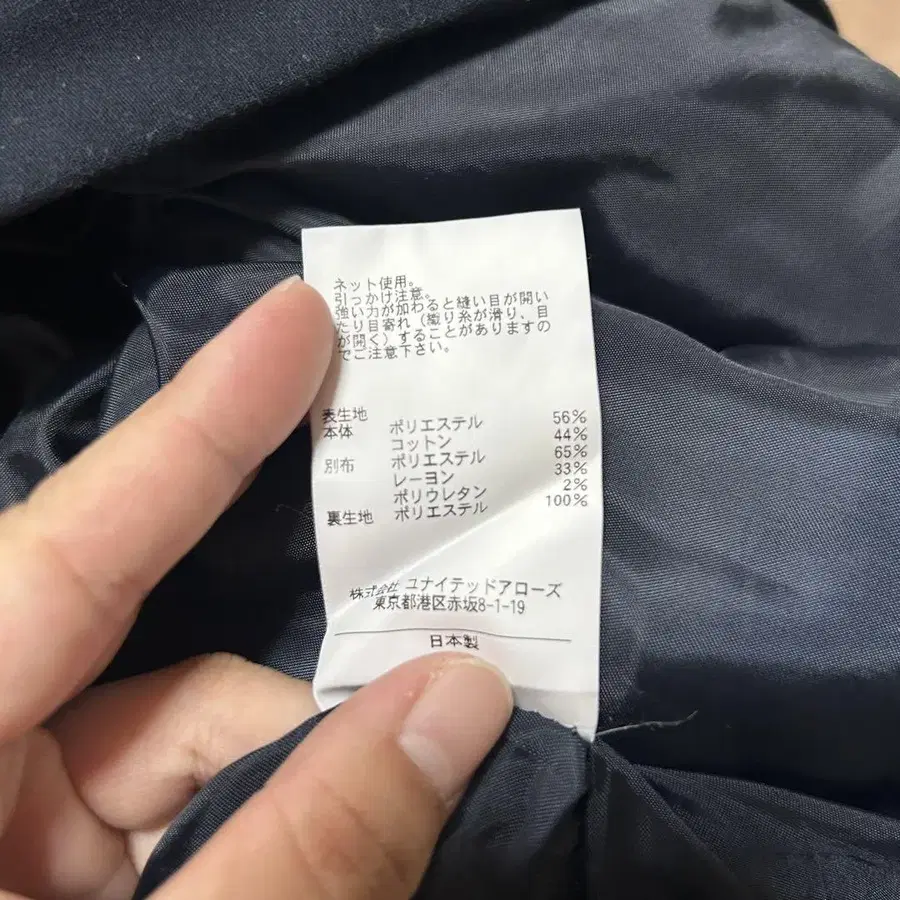 ネット使用。
引っかけ注意。
強い力が加わると縫い目が開い
たり目寄れ（織り糸が滑り、目
が開く）することがありますの
でご注意下さい。
表生地
本体 ポリエステル 56%
コットン 44%
別布 ポリエステル 65%
レーヨン 33%
ポリウレタン 2%
裏生地 ポリエステル 100%
株式会社 ユナイテッドアローズ
東京都港区赤坂8-1-19
日本製